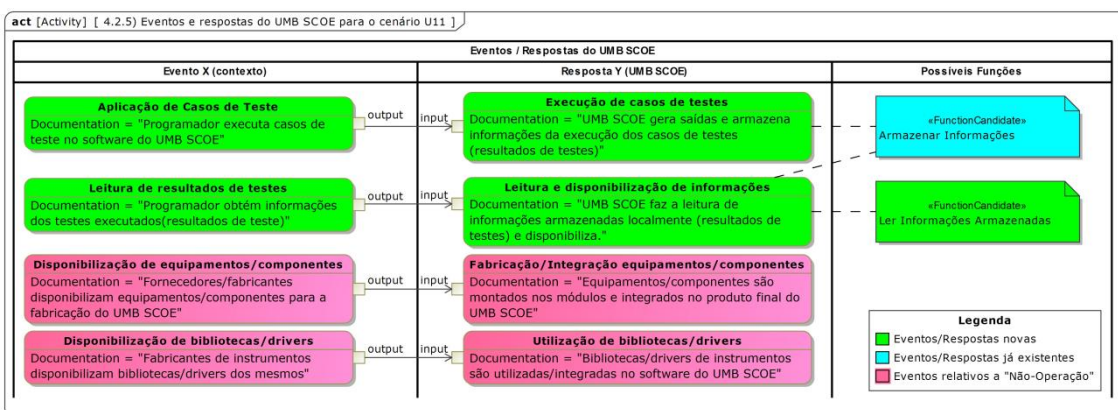 act [Activity] [ 4.2.5) Eventos e respostas do UMB SCOE para o cenário U11 ]
Eventos / Respostas do UMB SCOE
Evento X (contexto)
Resposta Y (UMB SCOE)
Possíveis Funções
Aplicação de Casos de Teste
Documentation = "Programador executa casos de
teste no software do UMB SCOE"
output
input
Execução de casos de testes
Documentation = "UMB SCOE gera saídas e armazena
informações da execução dos casos de testes
(resultados de testes)"
«FunctionCandidate»
Armazenar Informações
Leitura de resultados de testes
Documentation = "Programador obtém informações
dos testes executados(resultados de teste)"
output
input
Leitura e disponibilização de informações
Documentation = "UMB SCOE faz a leitura de
informações armazenadas localmente (resultados de
testes) e disponibiliza."
«FunctionCandidate»
Ler Informações Armazenadas
Disponibilização de equipamentos/componentes
Documentation = "Fornecedores/fabricantes
disponibilizam equipamentos/componentes para a
fabricação do UMB SCOE"
output
input
Fabricação/Integração equipamentos/componentes
Documentation = "Equipamentos/componentes são
montados nos módulos e integrados no produto final do
UMB SCOE"
Disponibilização de bibliotecas/drivers
Documentation = "Fabricantes de instrumentos
disponibilizam bibliotecas/drivers dos mesmos"
output
input
Utilização de bibliotecas/drivers
Documentation = "Bibliotecas/drivers de instrumentos
são utilizadas/integradas no software do UMB SCOE"
Legenda
Eventos/Respostas novas
Eventos/Respostas já existentes
Eventos relativos a "Não-Operação"